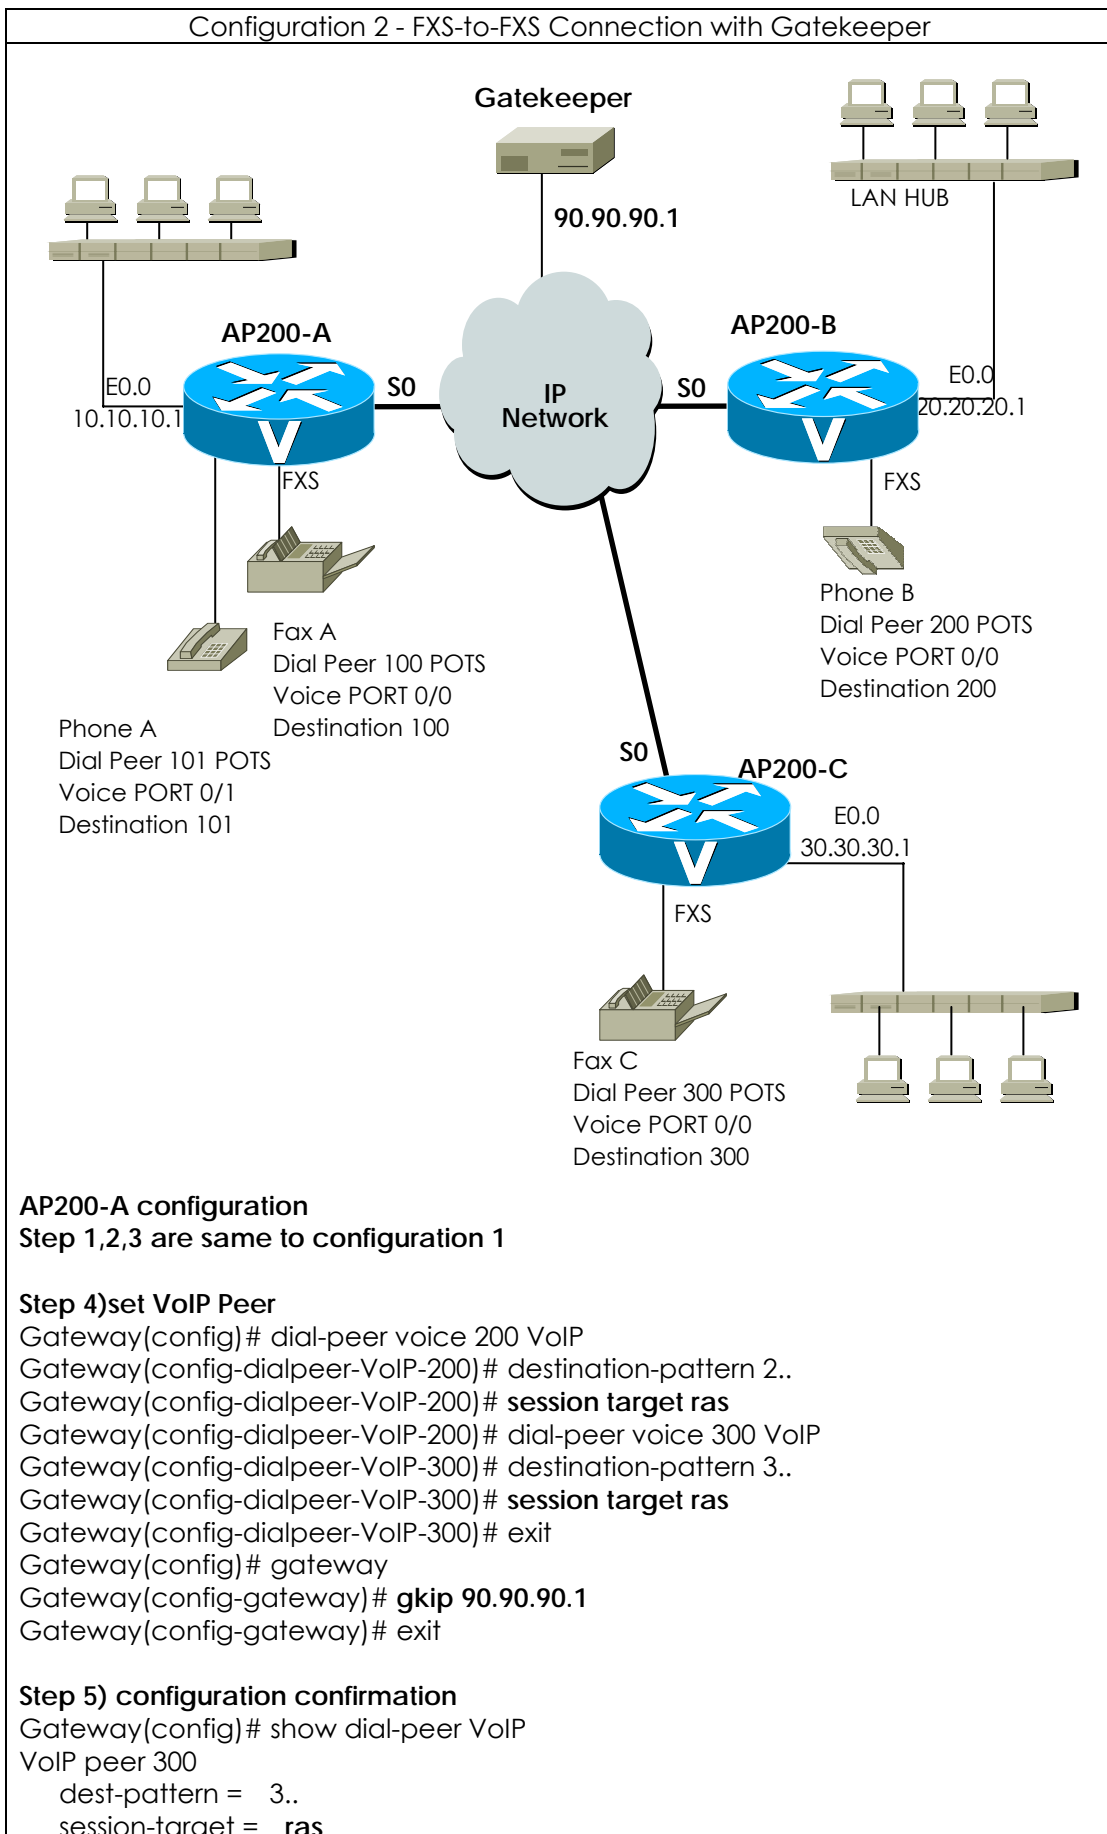 Configuration 2 - FXS-to-FXS Connection with Gatekeeper
Gatekeeper
90.90.90.1
LAN HUB
AP200-A
AP200-B
E0.0
10.10.10.1
S0
IP
Network
S0
E0.0
20.20.20.1
V
V
FXS
FXS
Fax A
Dial Peer 100 POTS
Voice PORT 0/0
Destination 100
Phone B
Dial Peer 200 POTS
Voice PORT 0/0
Destination 200
Phone A
Dial Peer 101 POTS
Voice PORT 0/1
Destination 101
S0
AP200-C
E0.0
30.30.30.1
V
FXS
Fax C
Dial Peer 300 POTS
Voice PORT 0/0
Destination 300
AP200-A configuration
Step 1,2,3 are same to configuration 1
Step 4)set VoIP Peer
Gateway(config)# dial-peer voice 200 VoIP
Gateway(config-dialpeer-VoIP-200)# destination-pattern 2..
Gateway(config-dialpeer-VoIP-200)# session target ras
Gateway(config-dialpeer-VoIP-200)# dial-peer voice 300 VoIP
Gateway(config-dialpeer-VoIP-300)# destination-pattern 3..
Gateway(config-dialpeer-VoIP-300)# session target ras
Gateway(config-dialpeer-VoIP-300)# exit
Gateway(config)# gateway
Gateway(config-gateway)# gkip 90.90.90.1
Gateway(config-gateway)# exit
Step 5) configuration confirmation
Gateway(config)# show dial-peer VoIP
VoIP peer 300
dest-pattern = 3..
session-target = ras